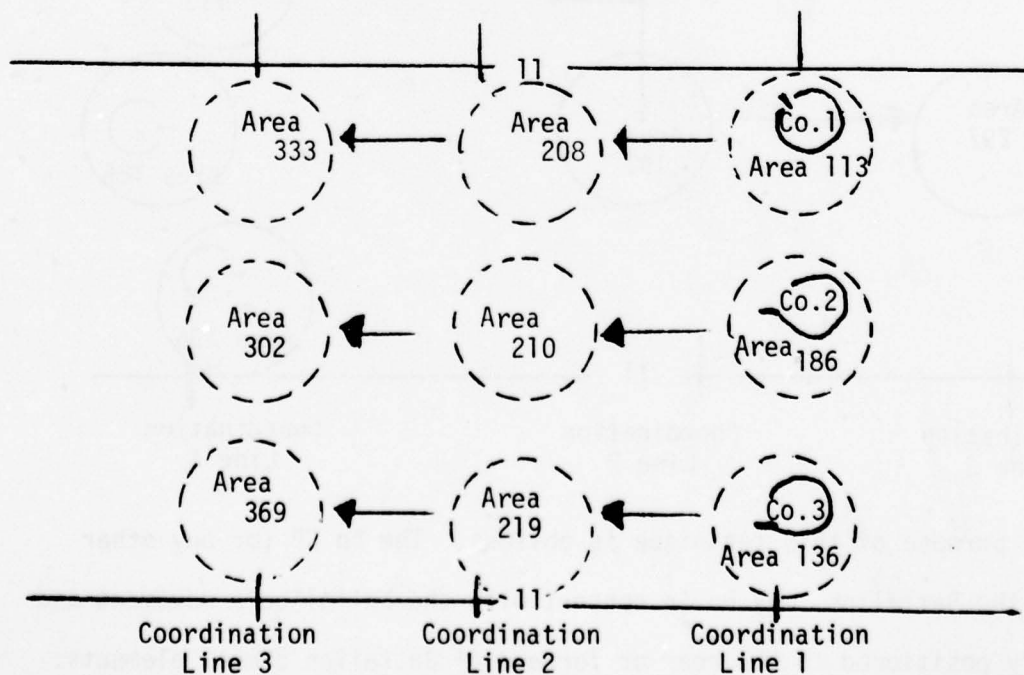 11
Area
333
Area
208
Co.1
Area 113
Area
302
Area
210
Co.2
Area 186
Area
369
Area
219
Co.3
Area 136
11
Coordination
Line 3
Coordination
Line 2
Coordination
Line 1